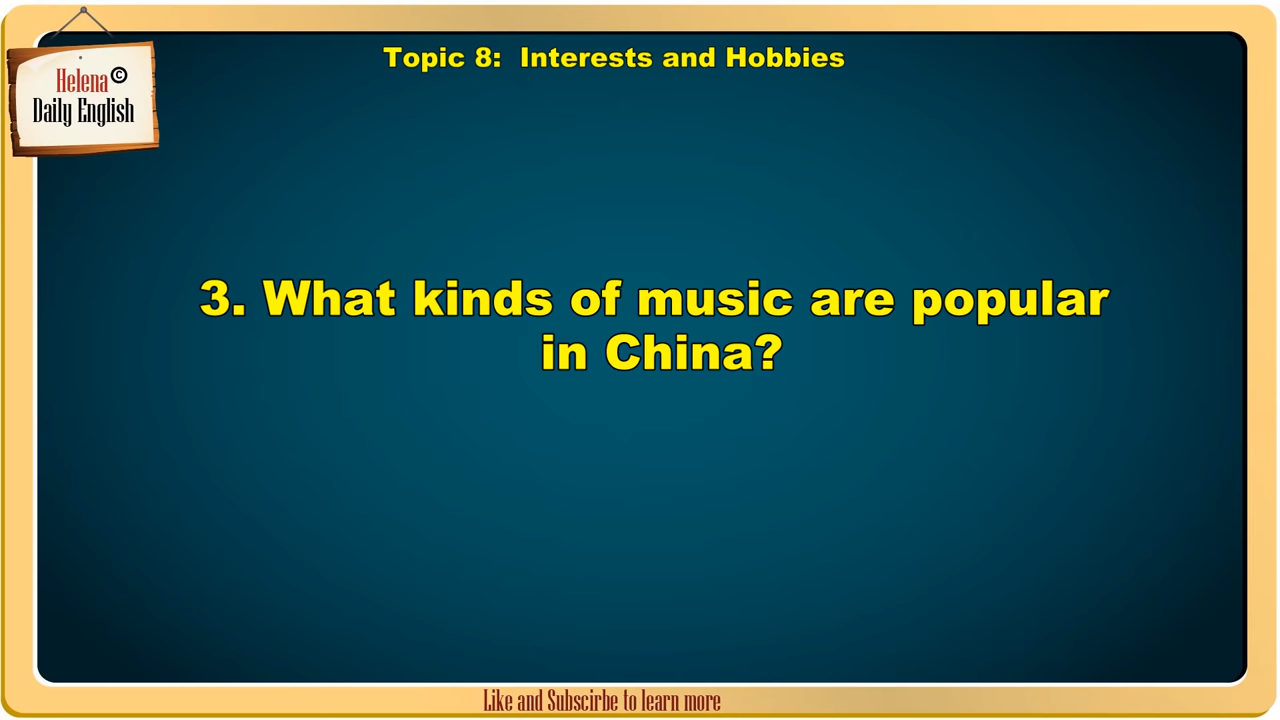 Topic 8:  Interests and Hobbies
Helena©
Daily English
3. What kinds of music are popular
in China?
Like and Subscirbe to learn more